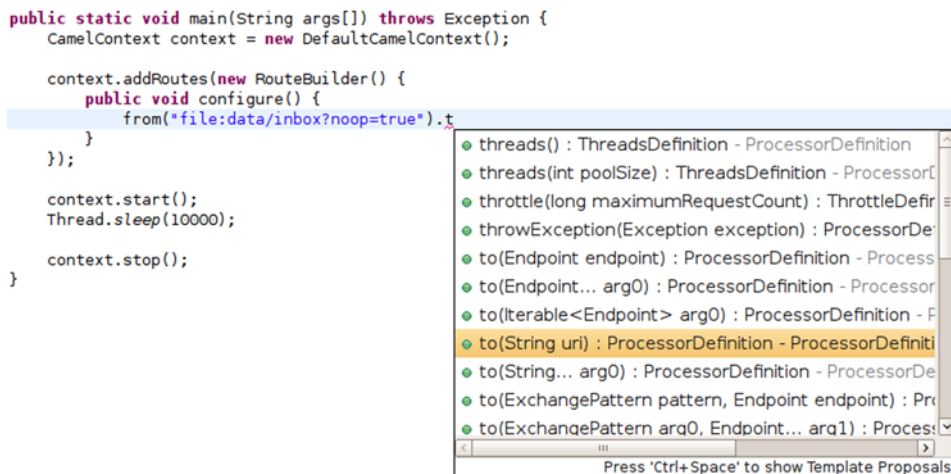 public static void main(String args[]) throws Exception {
CamelContext context = new DefaultCamelContext();
context.addRoutes(new RouteBuilder() {
public void configure() {
from("file:data/inbox?noop=true").t
}
});
context.start();
Thread.sleep(10000);
context.stop();
}
threads() : ThreadsDefinition - ProcessorDefinition
threads(int poolSize) : ThreadsDefinition - Processor
throttle(long maximumRequestCount) : ThrottleDefin
throwException(Exception exception) : ProcessorDe
to(Endpoint endpoint) : ProcessorDefinition - Process
to(Endpoint... arg0) : ProcessorDefinition - Processor
to(Iterable<Endpoint> arg0) : ProcessorDefinition - P
to(String uri) : ProcessorDefinition - ProcessorDefiniti
to(String... arg0) : ProcessorDefinition - ProcessorDe
to(ExchangePattern pattern, Endpoint endpoint) : Pro
to(ExchangePattern arg0, Endpoint... arg1) : Process
Press 'Ctrl+Space' to show Template Proposals